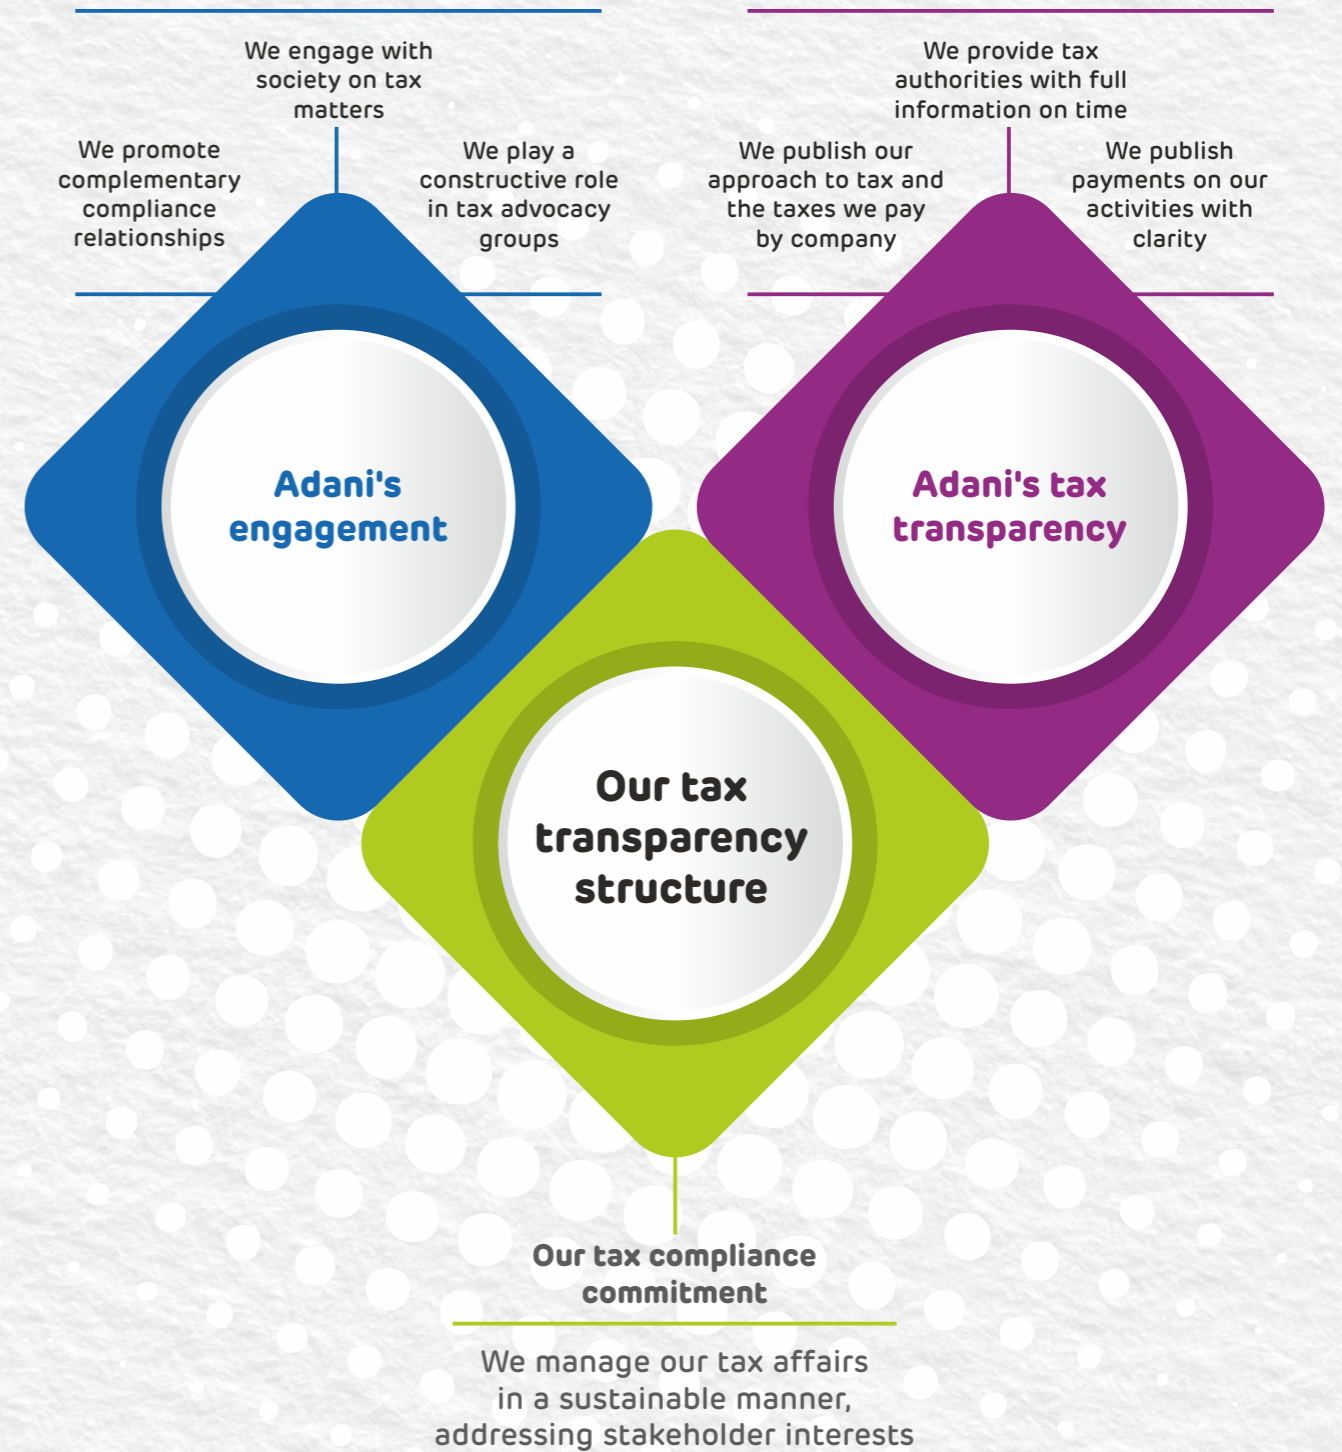 We engage with
society on tax
matters
We promote
complementary
compliance
relationships
We play a
constructive role
in tax advocacy
groups
We provide tax
authorities with full
information on time
We publish our
approach to tax and
the taxes we pay
by company
We publish
payments on our
activities with
clarity
Adani's
engagement
Adani's tax
transparency
Our tax
transparency
structure
Our tax compliance
commitment
We manage our tax affairs
in a sustainable manner,
addressing stakeholder interests